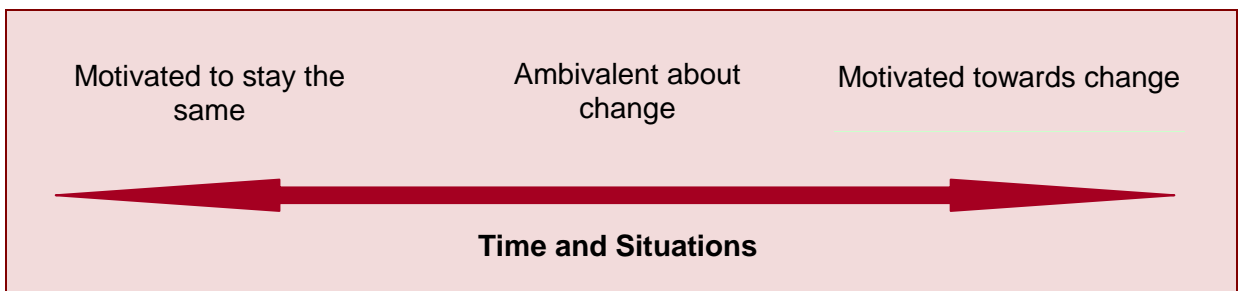 Motivated to stay the
same
Ambivalent about
change
Motivated towards change
Time and Situations